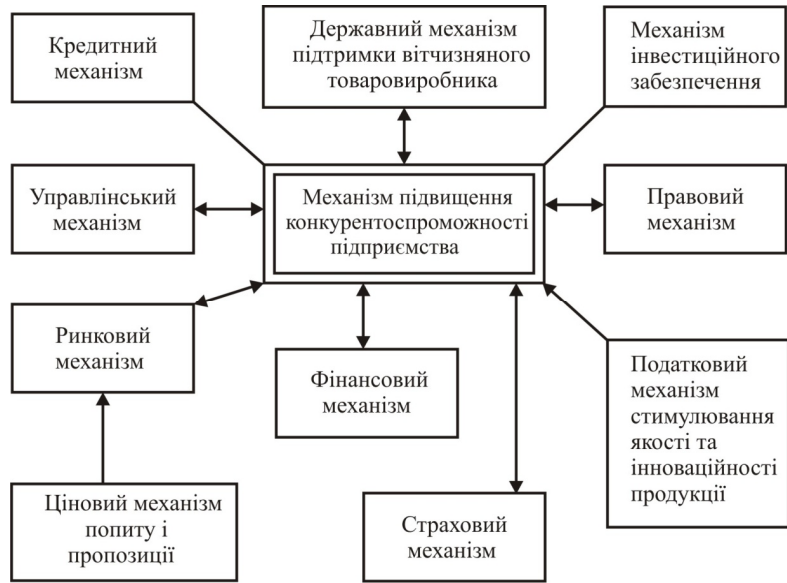 Кредитний
механізм
Державний механізм
підтримки вітчизняного
товаровиробника
Механізм
інвестиційного
забезпечення
Управлінський
механізм
Механізм підвищення
конкурентоспроможності
підприємства
Правовий
механізм
Ринковий
механізм
Фінансовий
механізм
Податковий
механізм
стимулювання
якості та
інноваційності
продукції
Ціновий механізм
попиту і
пропозиції
Страховий
механізм